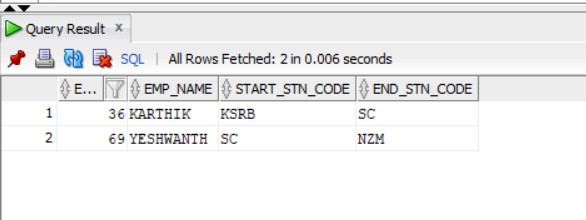 Query Result x
SQL | All Rows Fetched: 2 in 0.006 seconds
E... EMP_NAME START_STN_CODE END_STN_CODE
1 36 KARTHIK KSRB SC
2 69 YESHWANTH SC NZM